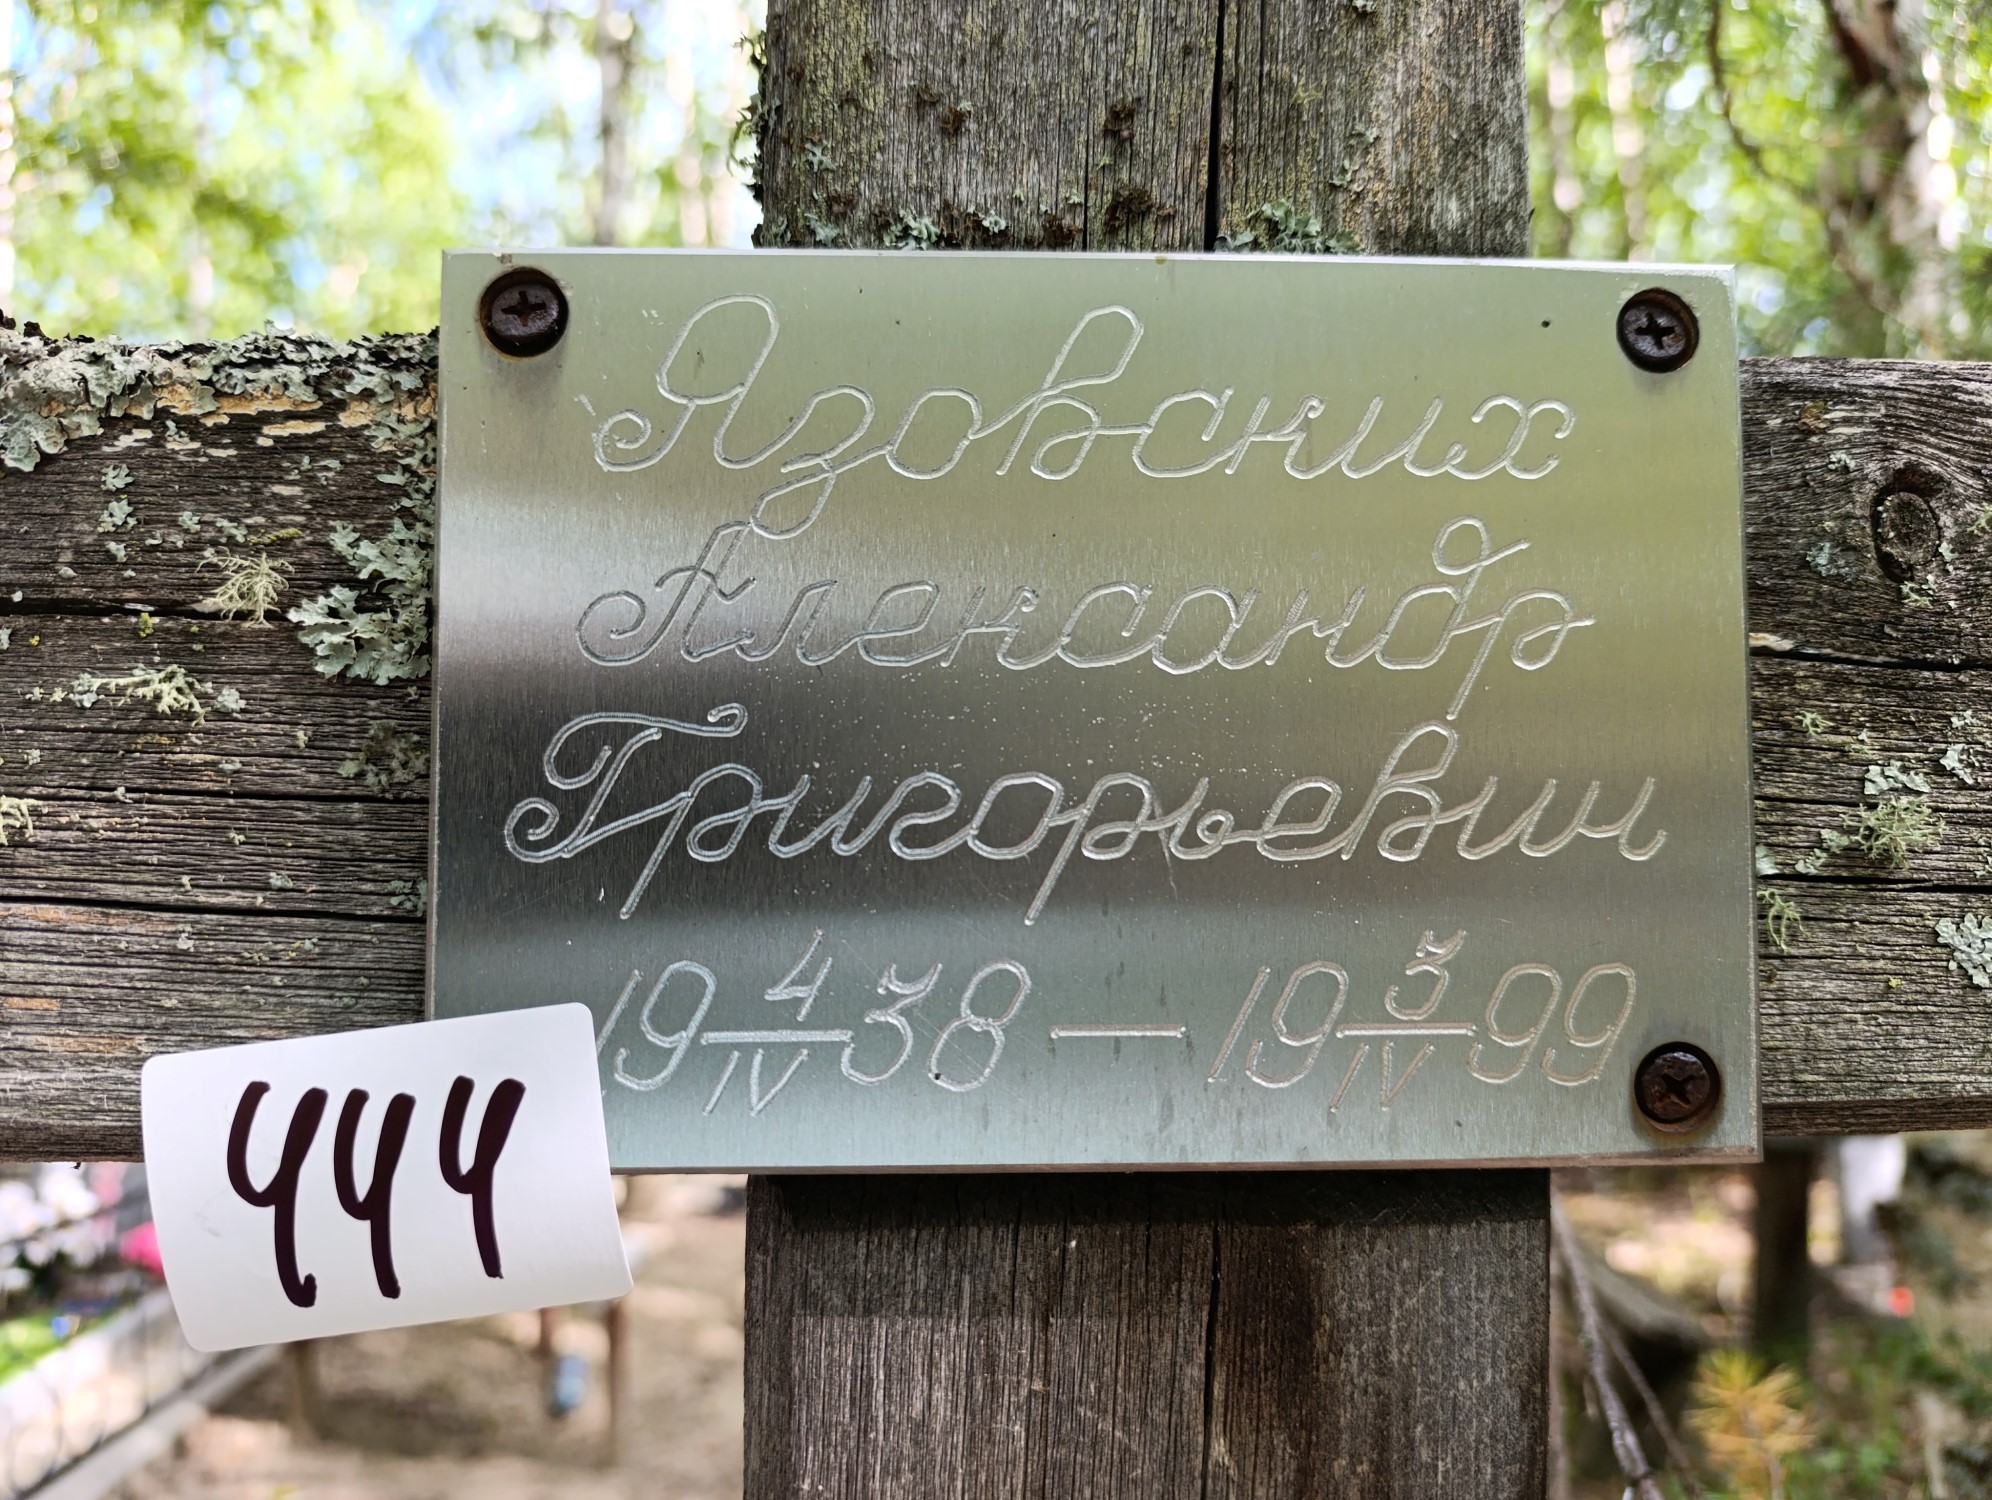 Язовских
Александр
Григорьевич
19 4/IV 38 — 19 3/IV 99
444